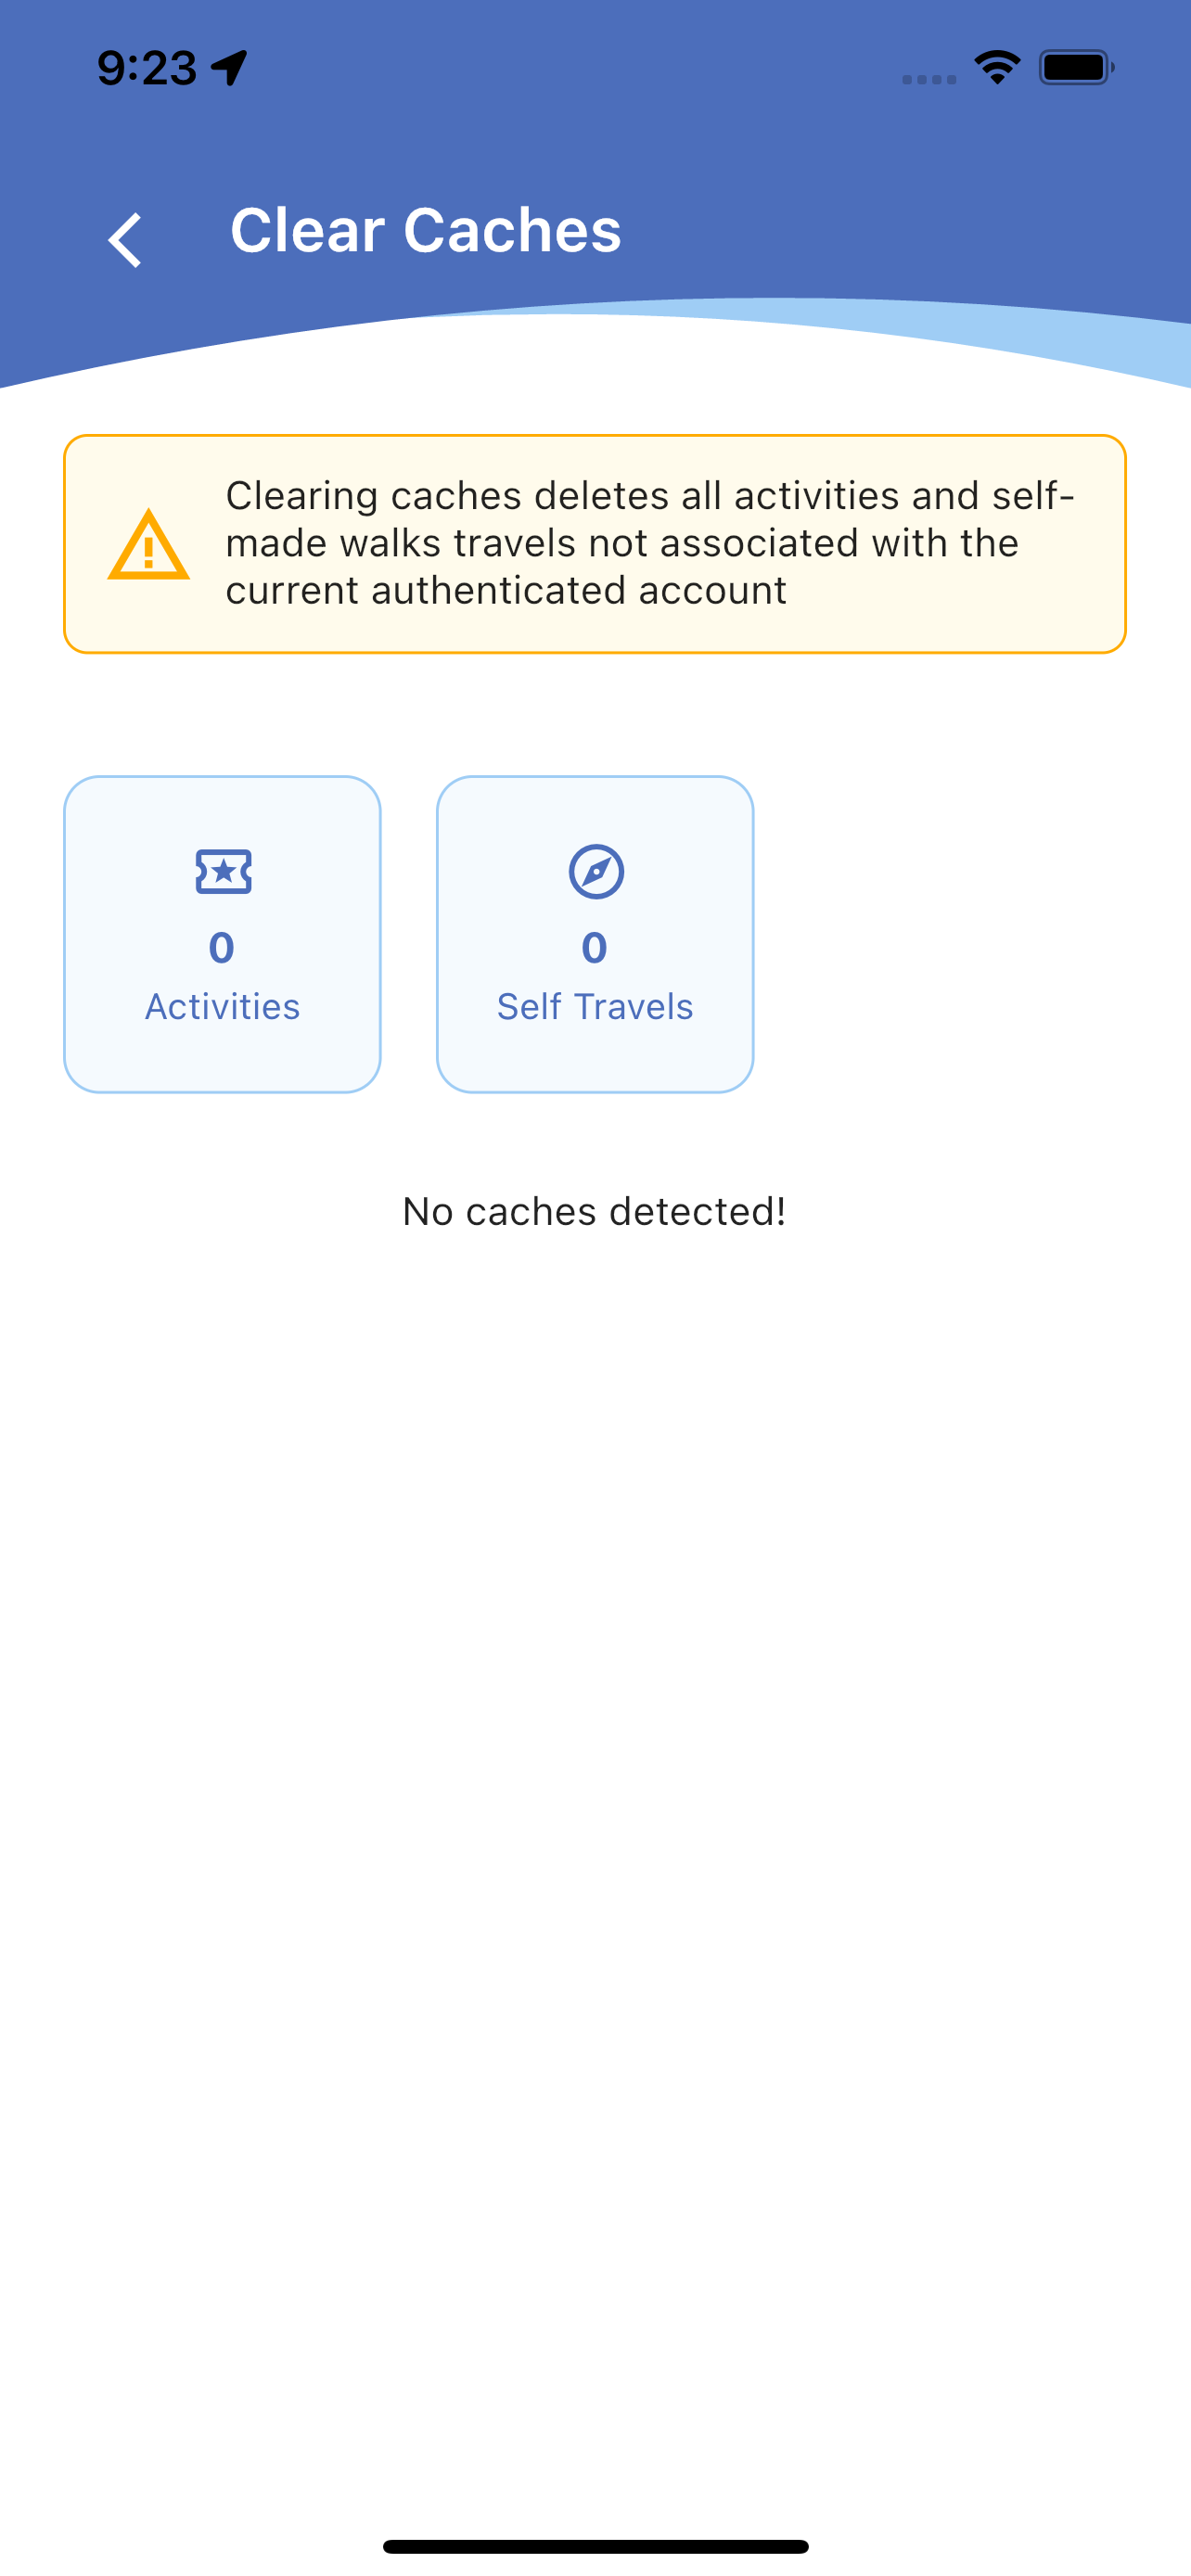 9:23
Clear Caches
Clearing caches deletes all activities and self-
made walks travels not associated with the
current authenticated account
0
Activities
0
Self Travels
No caches detected!